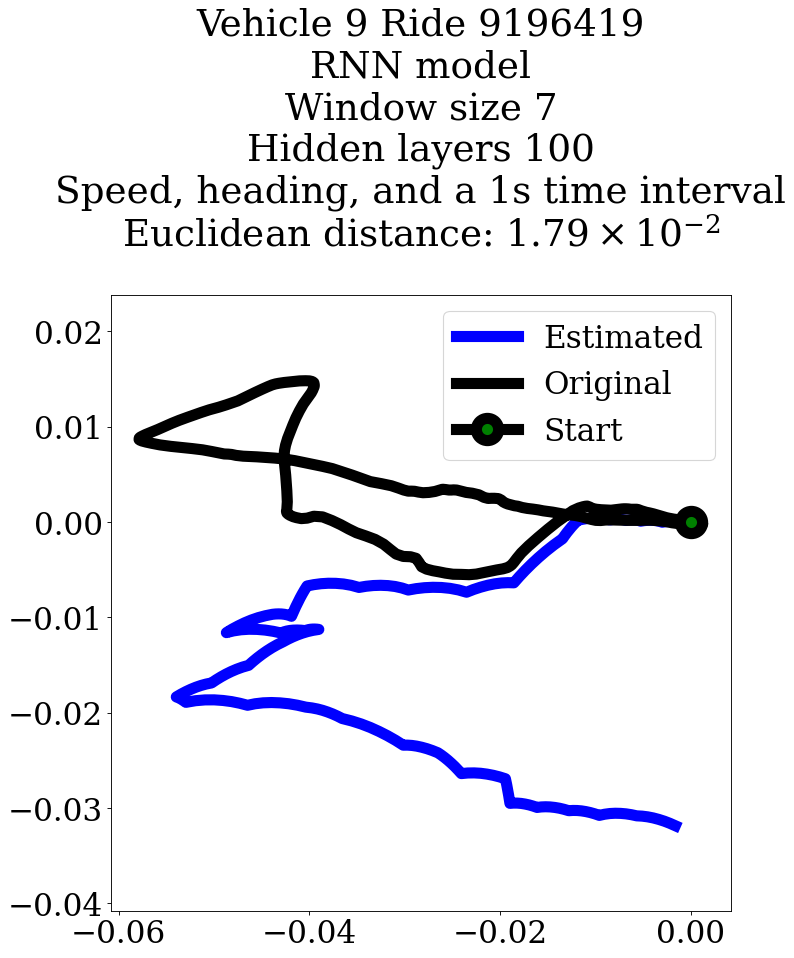 Vehicle 9 Ride 9196419
RNN model
Window size 7
Hidden layers 100
Speed, heading, and a 1s time interval
Euclidean distance: 1.79 × 10⁻²
Estimated
Original
Start
0.02
0.01
0.00
−0.01
−0.02
−0.03
−0.04
−0.06
−0.04
−0.02
0.00